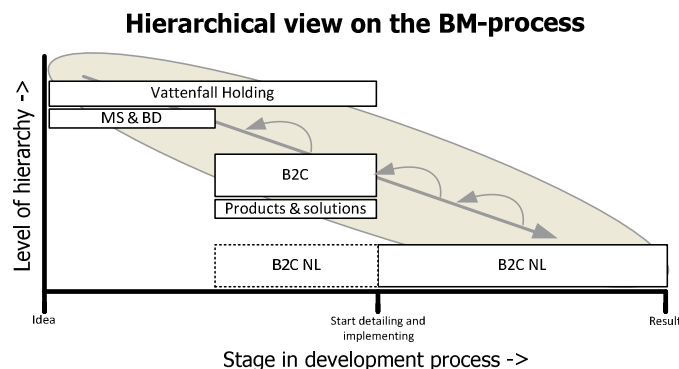 Hierarchical view on the BM-process
Level of hierarchy ->
Vattenfall Holding
MS & BD
B2C
Products & solutions
B2C NL
B2C NL
Idea
Start detailing and
implementing
Result
Stage in development process ->